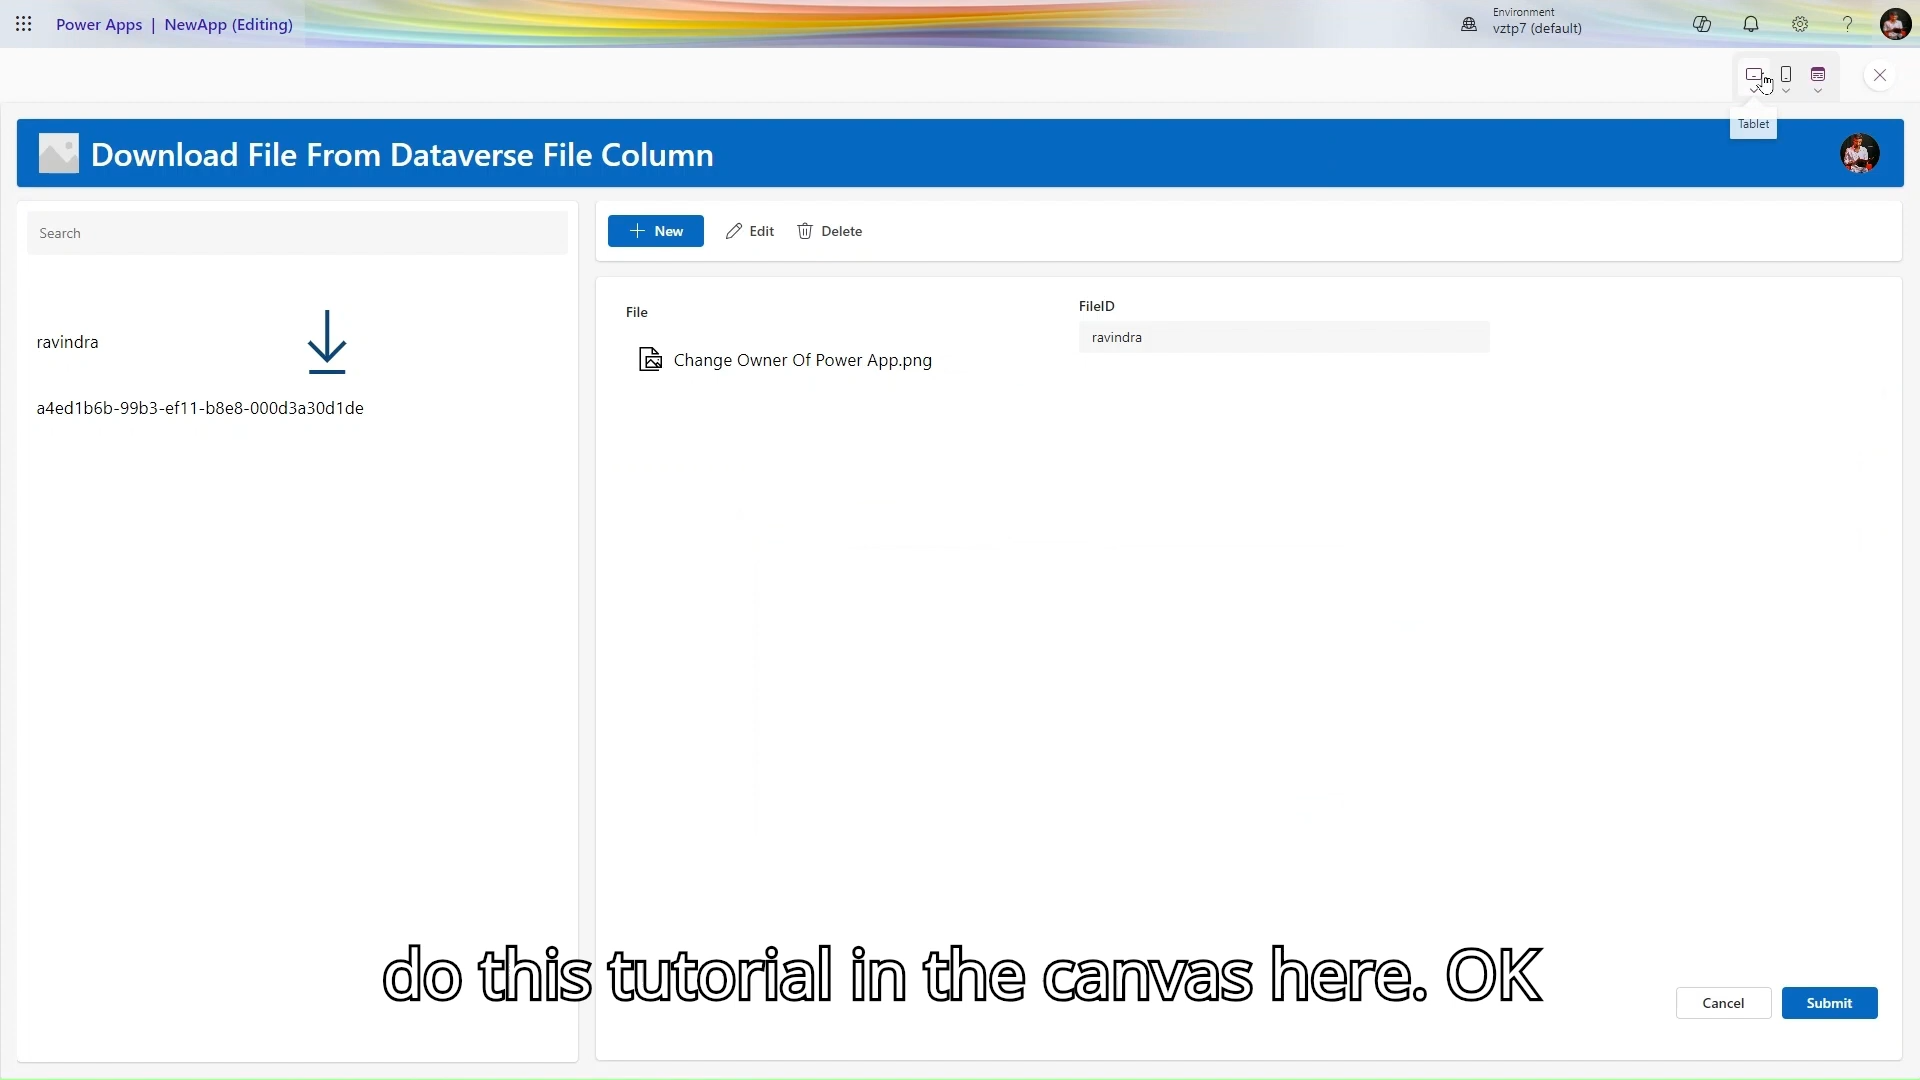 Power Apps | NewApp (Editing)
Environment
vztp7 (default)
?
Tablet
Download File From Dataverse File Column
Search
New
Edit
Delete
ravindra
a4ed1b6b-99b3-ef11-b8e8-000d3a30d1de
File
Change Owner Of Power App.png
FileID
ravindra
do this tutorial in the canvas here. OK
Cancel
Submit